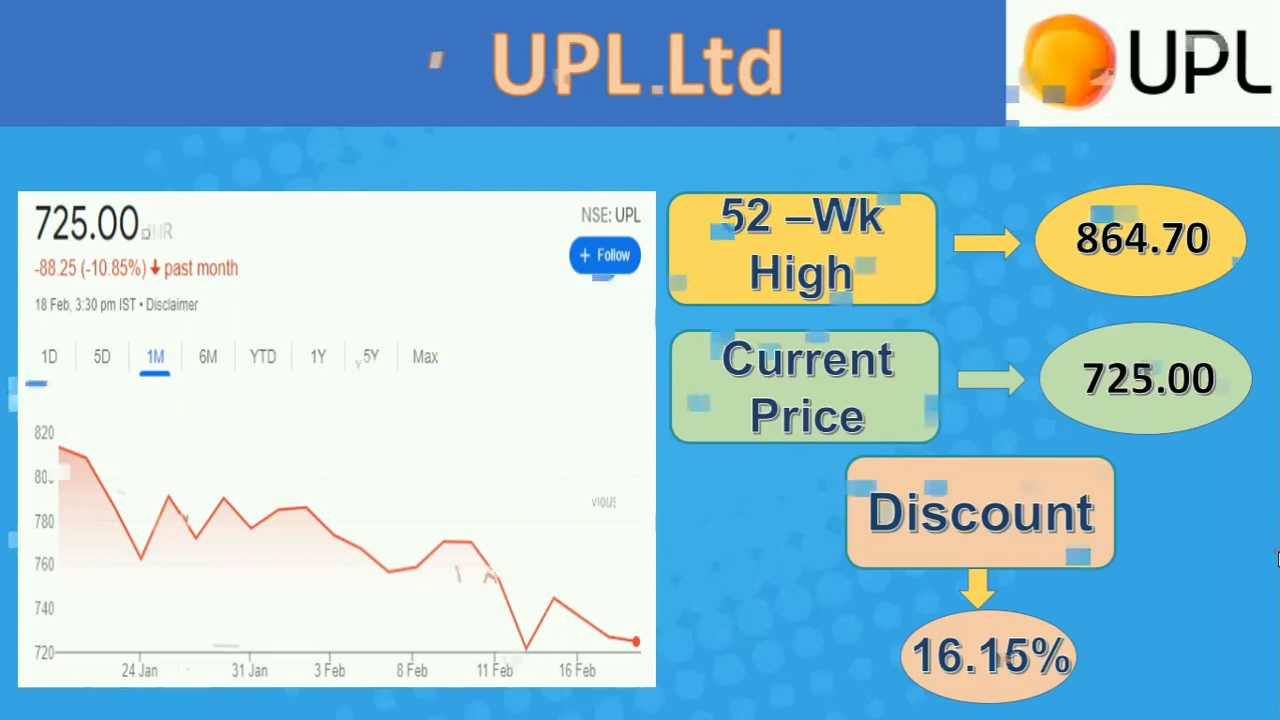 UPL.Ltd
UPL
725.00
NSE: UPL
-88.25 (-10.85%) past month
+ Follow
18 Feb, 3:30 pm IST • Disclaimer
1D 5D 1M 6M YTD 1Y 5Y Max
820
780
760
740
720
24 Jan 31 Jan 3 Feb 8 Feb 11 Feb 16 Feb
52 –Wk
High
864.70
Current
Price
725.00
Discount
16.15%